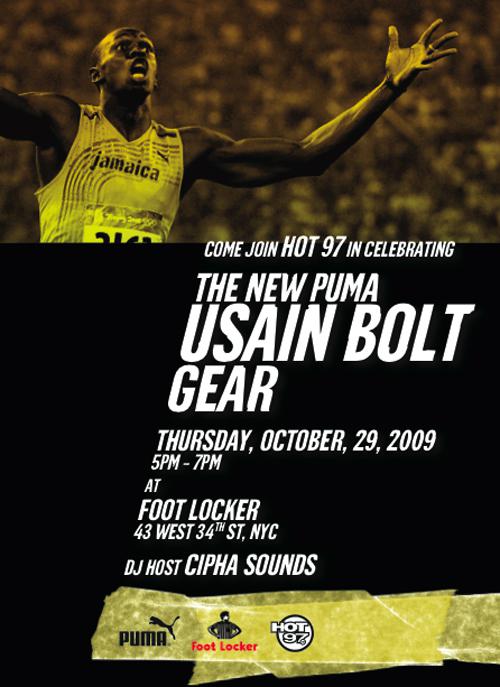 Jamaica
COME JOIN HOT 97 IN CELEBRATING
THE NEW PUMA
USAIN BOLT
GEAR
THURSDAY, OCTOBER, 29, 2009
5PM - 7PM
AT
FOOT LOCKER
43 WEST 34TH ST, NYC
DJ HOST CIPHA SOUNDS
PUMA
Foot Locker
HOT 97